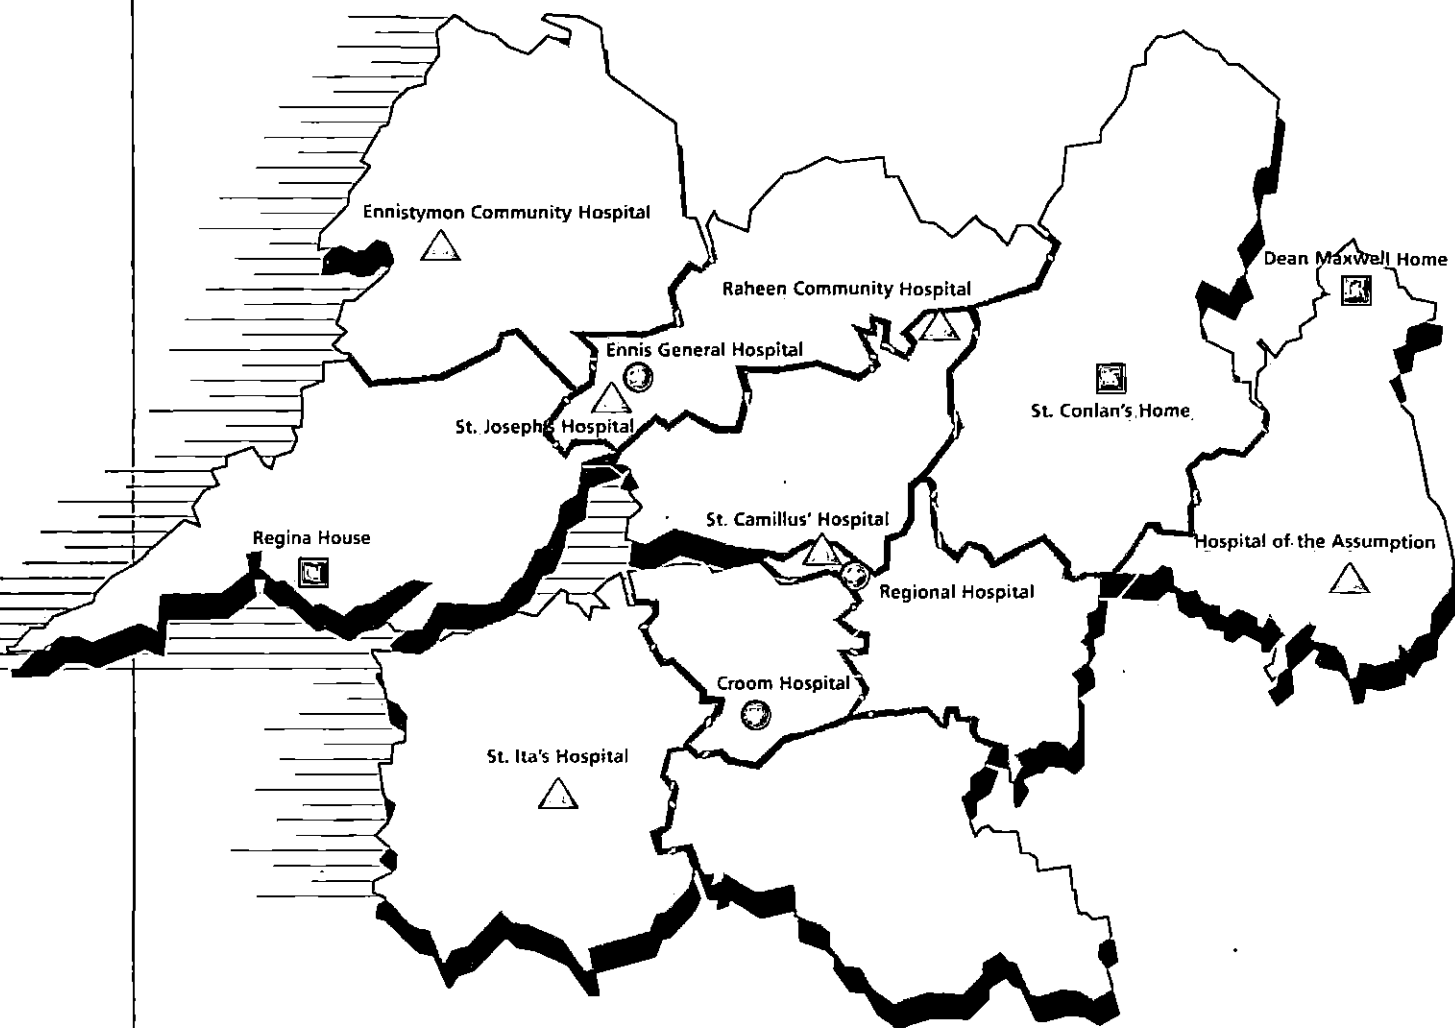 Ennistymon Community Hospital
Dean Maxwell Home
Raheen Community Hospital
Ennis General Hospital
St. Conlan's Home
St. Joseph's Hospital
St. Camillus' Hospital
Regina House
Hospital of the Assumption
Regional Hospital
Croom Hospital
St. Ita's Hospital